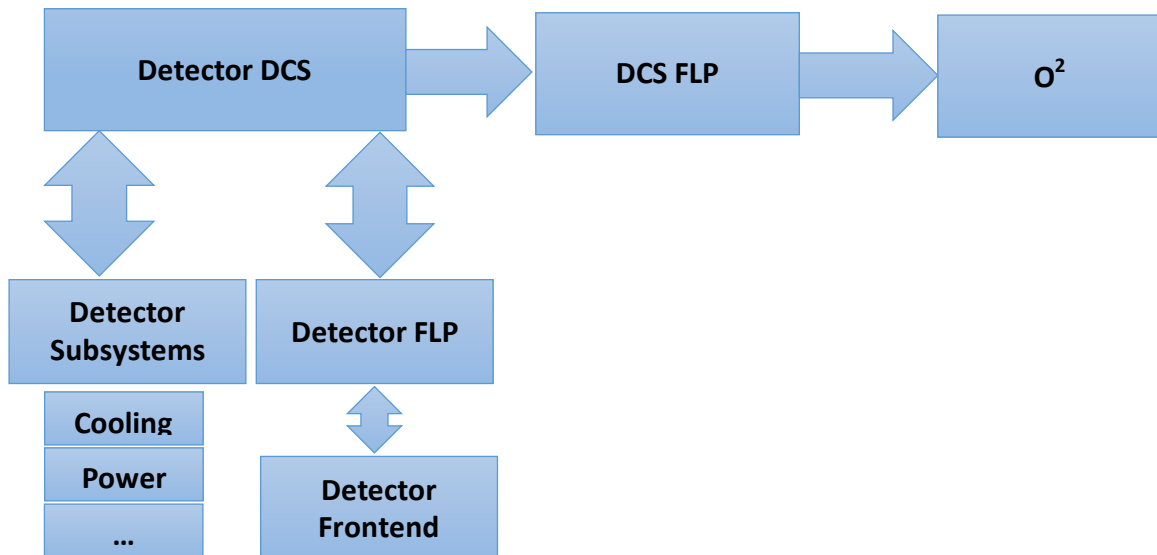 Detector DCS
DCS FLP
O²
Detector
Subsystems
Detector FLP
Cooling
Power
...
Detector
Frontend